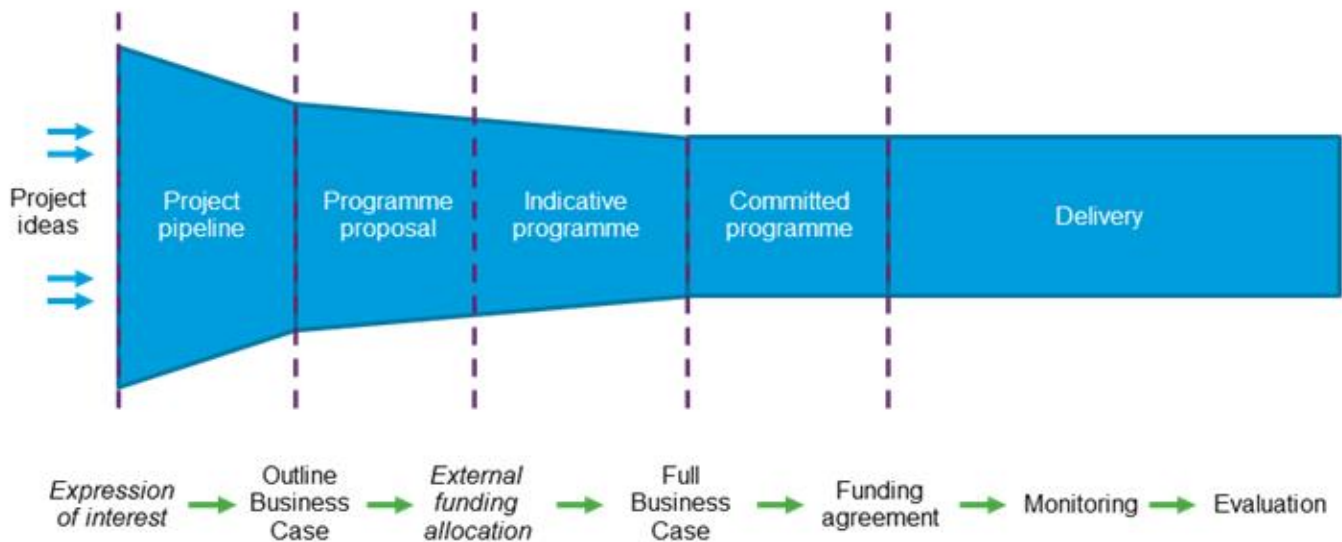 Project
ideas
Project
pipeline
Programme
proposal
Indicative
programme
Committed
programme
Delivery
Expression
of interest
Outline
Business
Case
External
funding
allocation
Full
Business
Case
Funding
agreement
Monitoring
Evaluation